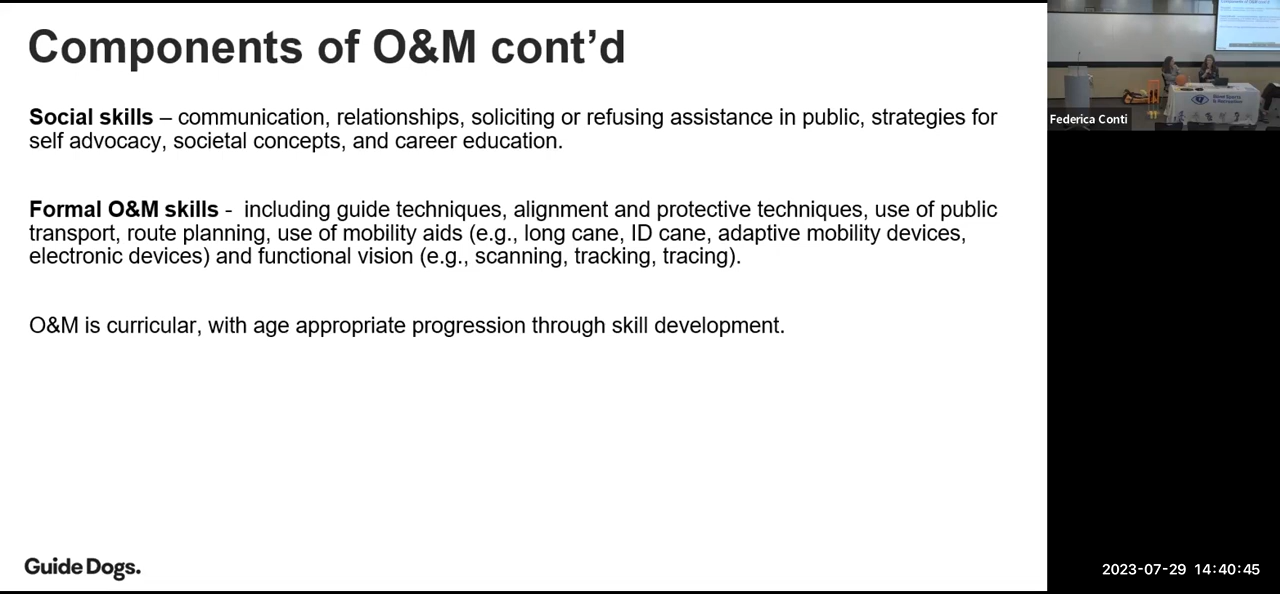 Components of O&M cont’d
Social skills – communication, relationships, soliciting or refusing assistance in public, strategies for
self advocacy, societal concepts, and career education.
Formal O&M skills -  including guide techniques, alignment and protective techniques, use of public
transport, route planning, use of mobility aids (e.g., long cane, ID cane, adaptive mobility devices,
electronic devices) and functional vision (e.g., scanning, tracking, tracing).
O&M is curricular, with age appropriate progression through skill development.
Guide Dogs.
Federica Conti
2023-07-29 14:40:45